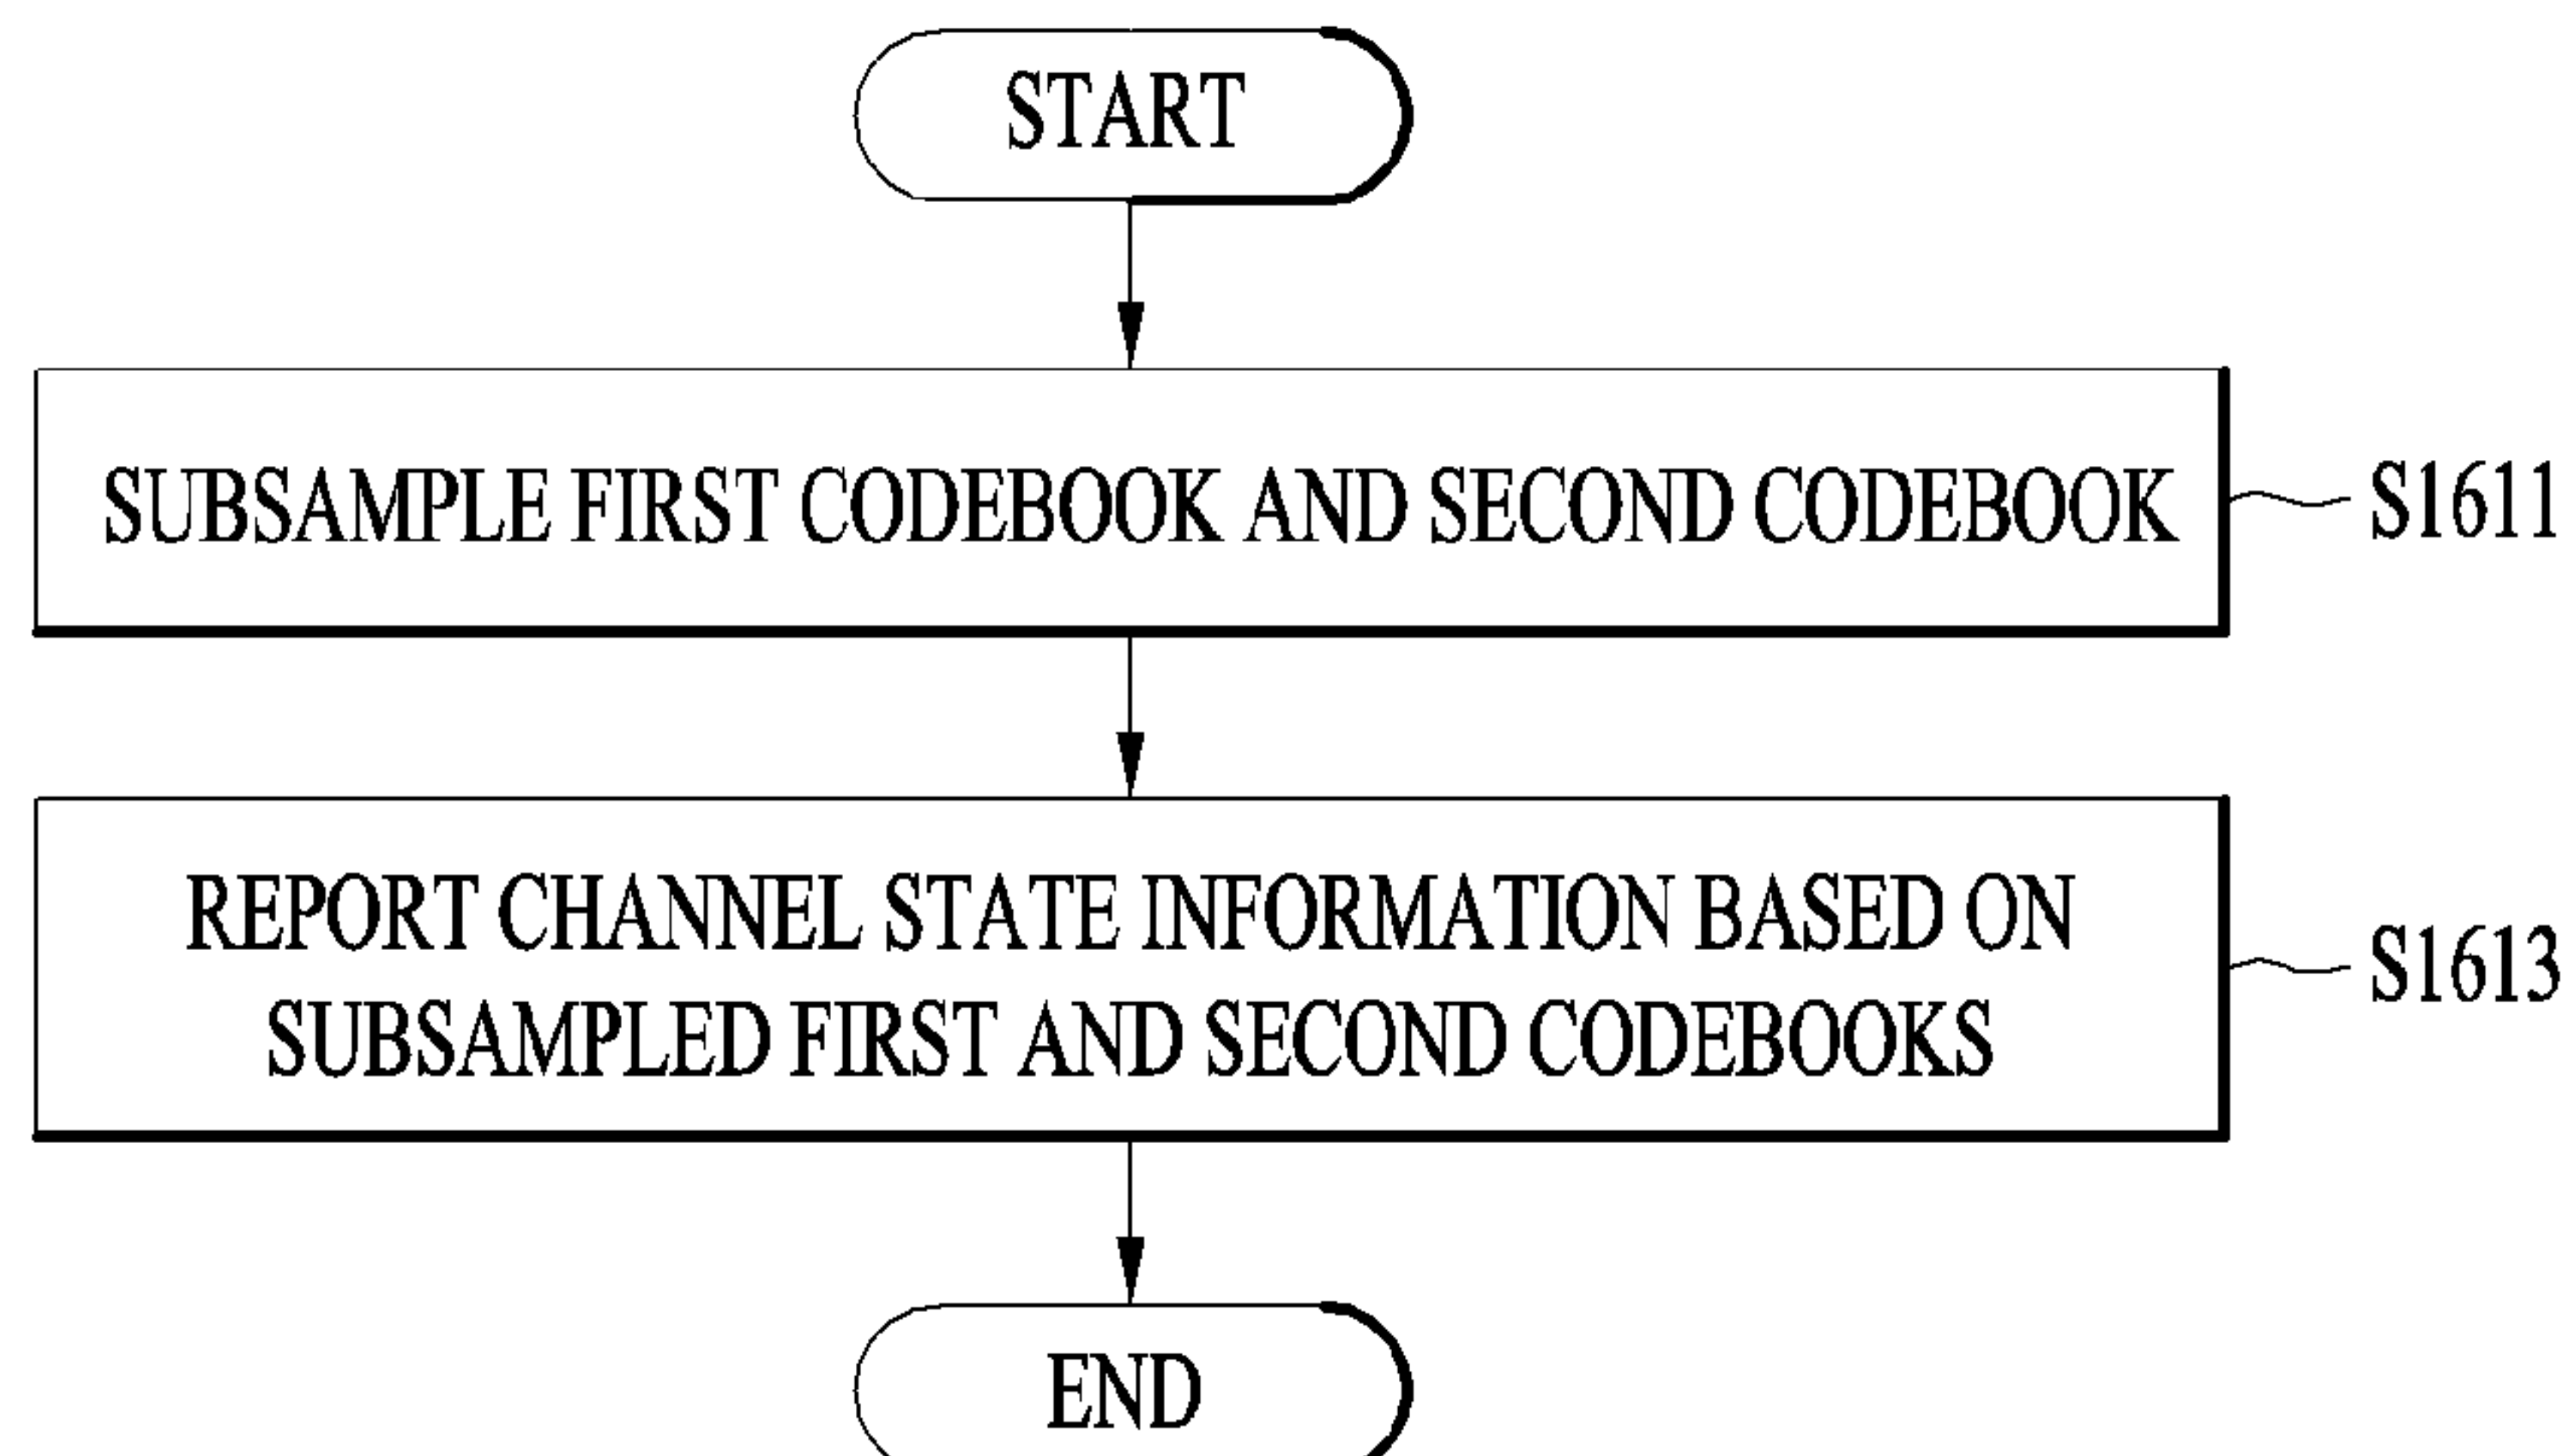 START
SUBSAMPLE FIRST CODEBOOK AND SECOND CODEBOOK
S1611
REPORT CHANNEL STATE INFORMATION BASED ON
SUBSAMPLED FIRST AND SECOND CODEBOOKS
S1613
END